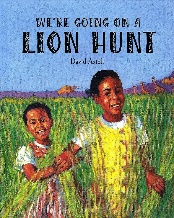 WE'RE GOING ON A
LION HUNT
David Axtell